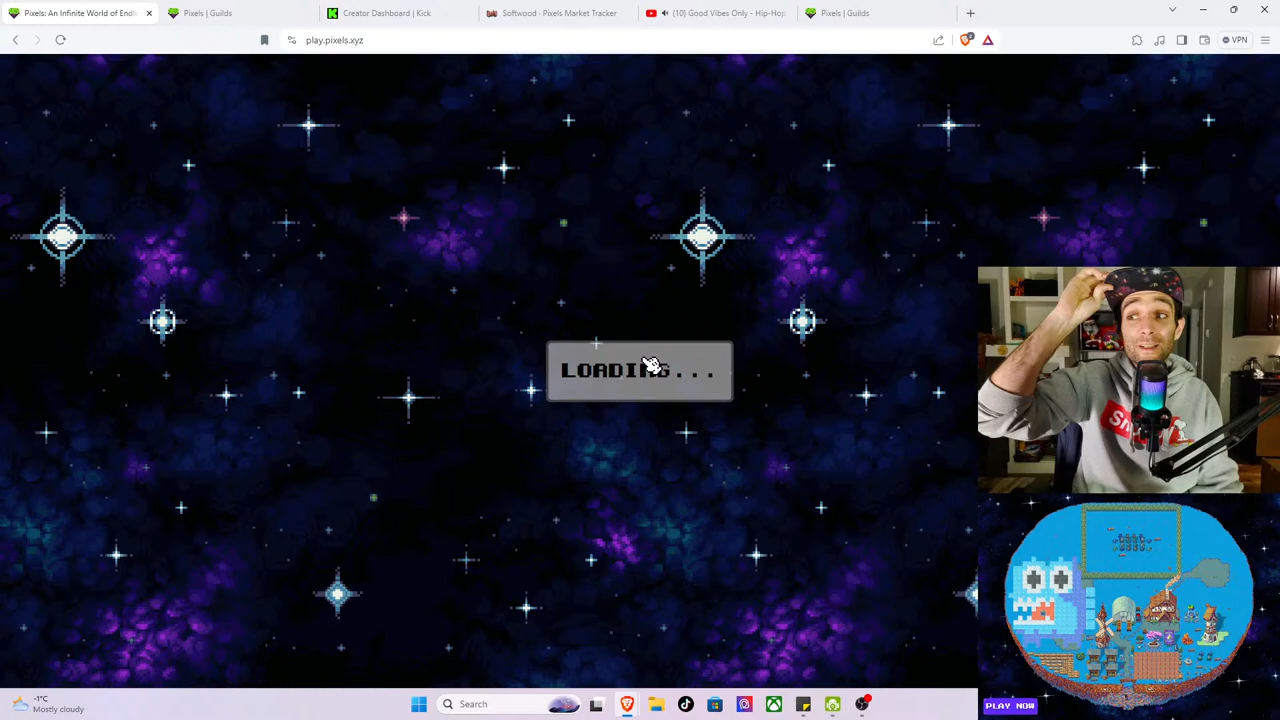 Pixels: An Infinite World of Endl
Pixels | Guilds
Creator Dashboard | Kick
Softwood - Pixels Market Tracker
(10) Good Vibes Only - Hip-Hop
Pixels | Guilds
play.pixels.xyz
VPN
LOADING...
PLAY NOW
-1°C
Mostly cloudy
Search